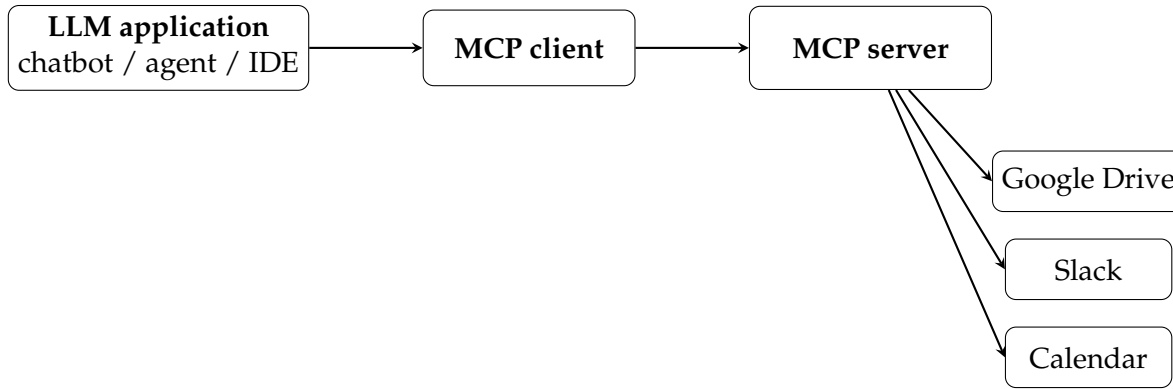 LLM application
chatbot / agent / IDE
MCP client
MCP server
Google Drive
Slack
Calendar